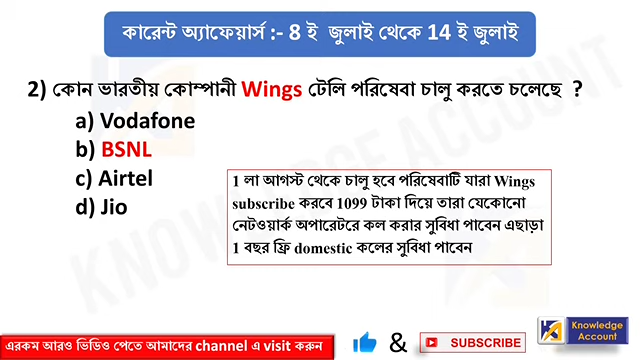 কারেন্ট অ্যাফেয়ার্স :- 8 ই জুলাই থেকে 14 ই জুলাই
2) কোন ভারতীয় কোম্পানী Wings টেলি পরিষেবা চালু করতে চলেছে ?
a) Vodafone
b) BSNL
c) Airtel
d) Jio
1 লা আগস্ট থেকে চালু হবে পরিষেবাটি যারা Wings
subscribe করবে 1099 টাকা দিয়ে তারা যেকোনো
নেটওয়ার্ক অপারেটরে কল করার সুবিধা পাবেন এছাড়া
1 বছর ফ্রি domestic কলের সুবিধা পাবেন
KNOWLEDGE ACCOUNT
এরকম আরও ভিডিও পেতে আমাদের channel এ visit করুন
& SUBSCRIBE
Knowledge
Account